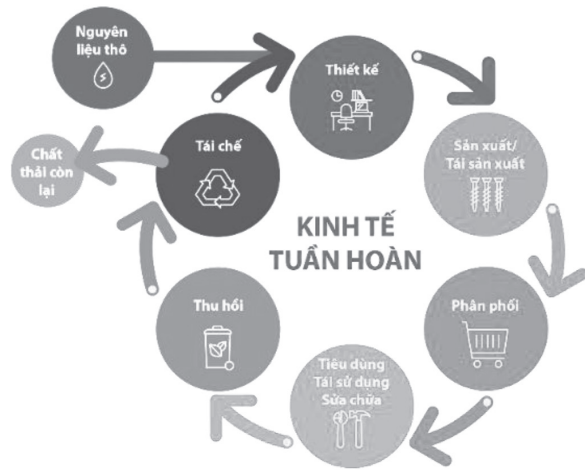 Nguyên
liệu thô
Thiết kế
Tái chế
Chất
thải còn
lại
Sản xuất/
Tái sản xuất
KINH TẾ
TUẦN HOÀN
Thu hồi
Phân phối
Tiêu dùng
Tái sử dụng
Sửa chữa